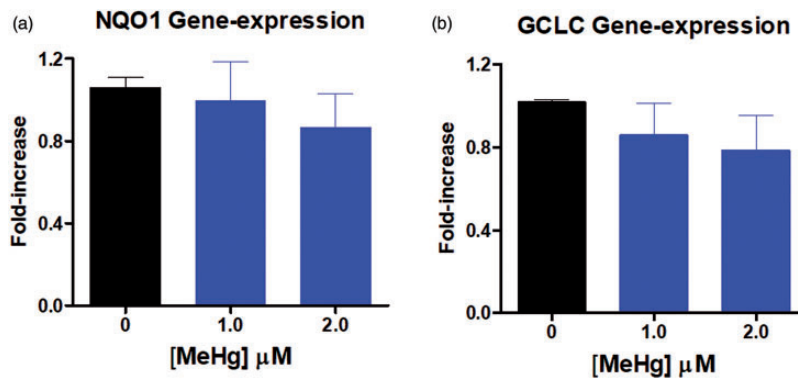 (a)
NQO1 Gene-expression
Fold-increase
1.2
0.8
0.4
0.0
0 1.0 2.0
[MeHg] μM
(b)
GCLC Gene-expression
Fold-increase
1.2
0.8
0.4
0.0
0 1.0 2.0
[MeHg] μM